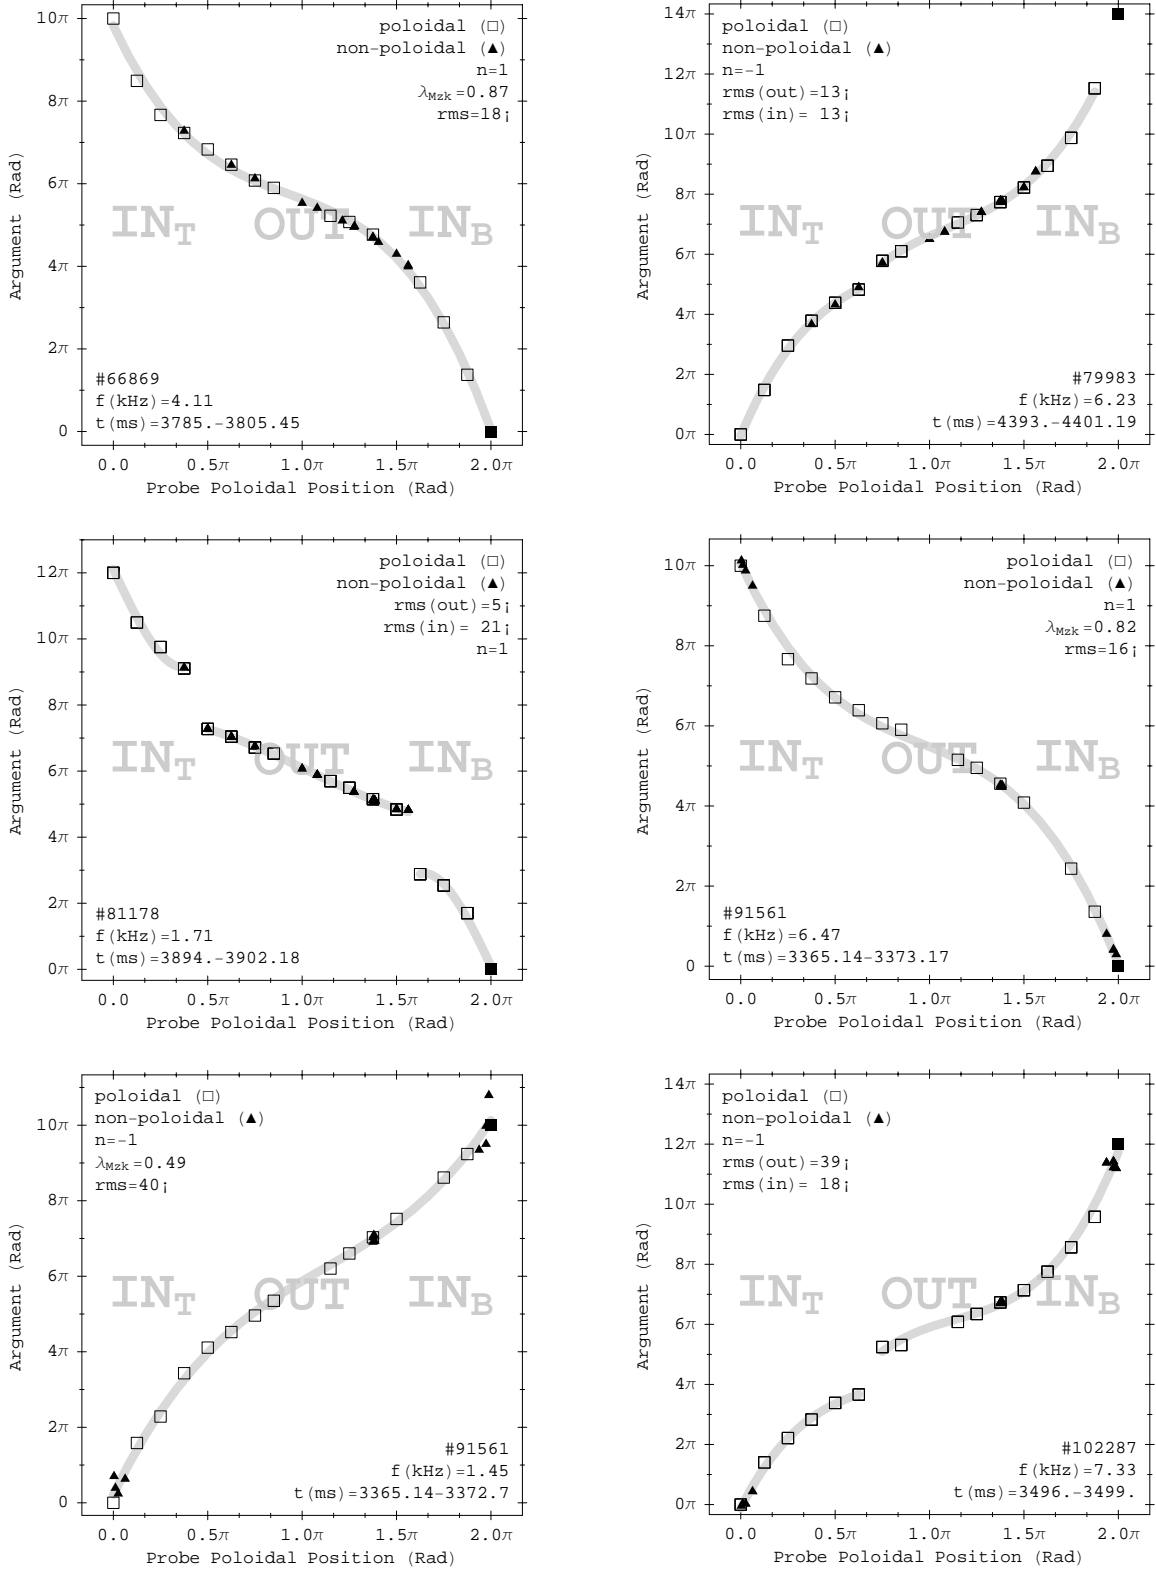 10π
8π
6π
4π
2π
0
Argument (Rad)
poloidal (□)
non-poloidal (▲)
n=1
λMzk=0.87
rms=18¡
INT OUT INB
#66869
f(kHz)=4.11
t(ms)=3785.-3805.45
0.0 0.5π 1.0π 1.5π 2.0π
Probe Poloidal Position (Rad)
14π
12π
10π
8π
6π
4π
2π
0π
Argument (Rad)
poloidal (□)
non-poloidal (▲)
n=-1
rms(out)=13¡
rms(in)= 13¡
INT OUT INB
#79983
f(kHz)=6.23
t(ms)=4393.-4401.19
0.0 0.5π 1.0π 1.5π 2.0π
Probe Poloidal Position (Rad)
12π
10π
8π
6π
4π
2π
0π
Argument (Rad)
poloidal (□)
non-poloidal (▲)
rms(out)=5¡
rms(in)= 21¡
n=1
INT OUT INB
#81178
f(kHz)=1.71
t(ms)=3894.-3902.18
0.0 0.5π 1.0π 1.5π 2.0π
Probe Poloidal Position (Rad)
10π
8π
6π
4π
2π
0
Argument (Rad)
poloidal (□)
non-poloidal (▲)
n=1
λMzk=0.82
rms=16¡
INT OUT INB
#91561
f(kHz)=6.47
t(ms)=3365.14-3373.17
0.0 0.5π 1.0π 1.5π 2.0π
Probe Poloidal Position (Rad)
10π
8π
6π
4π
2π
0
Argument (Rad)
poloidal (□)
non-poloidal (▲)
n=-1
λMzk=0.49
rms=40¡
INT OUT INB
#91561
f(kHz)=1.45
t(ms)=3365.14-3372.7
0.0 0.5π 1.0π 1.5π 2.0π
Probe Poloidal Position (Rad)
14π
12π
10π
8π
6π
4π
2π
0π
Argument (Rad)
poloidal (□)
non-poloidal (▲)
n=-1
rms(out)=39¡
rms(in)= 18¡
INT OUT INB
#102287
f(kHz)=7.33
t(ms)=3496.-3499.
0.0 0.5π 1.0π 1.5π 2.0π
Probe Poloidal Position (Rad)